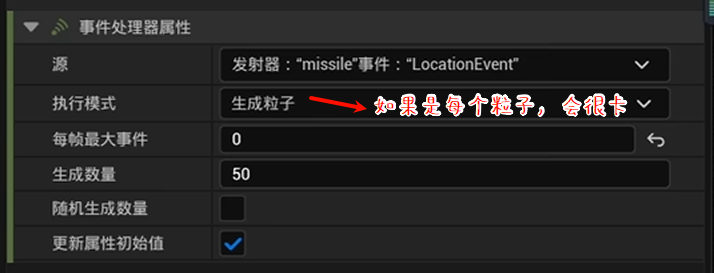 事件处理器属性
源
发射器：“missile”事件：“LocationEvent”
执行模式
生成粒子
如果是每个粒子，会很卡
每帧最大事件
0
生成数量
50
随机生成数量
更新属性初始值